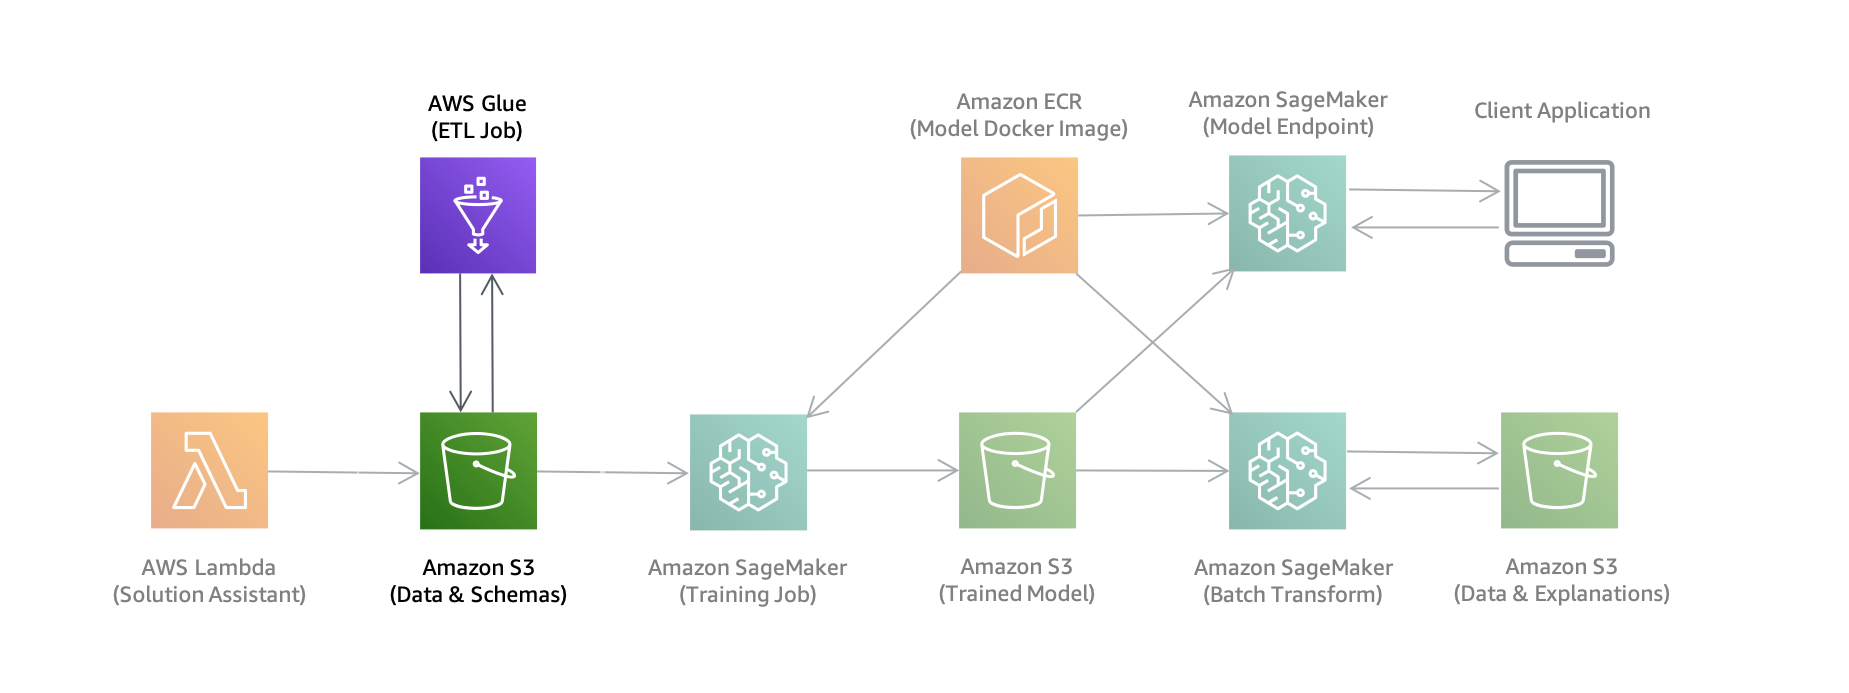 AWS Glue
(ETL Job)
Amazon ECR
(Model Docker Image)
Amazon SageMaker
(Model Endpoint)
Client Application
AWS Lambda
(Solution Assistant)
Amazon S3
(Data & Schemas)
Amazon SageMaker
(Training Job)
Amazon S3
(Trained Model)
Amazon SageMaker
(Batch Transform)
Amazon S3
(Data & Explanations)